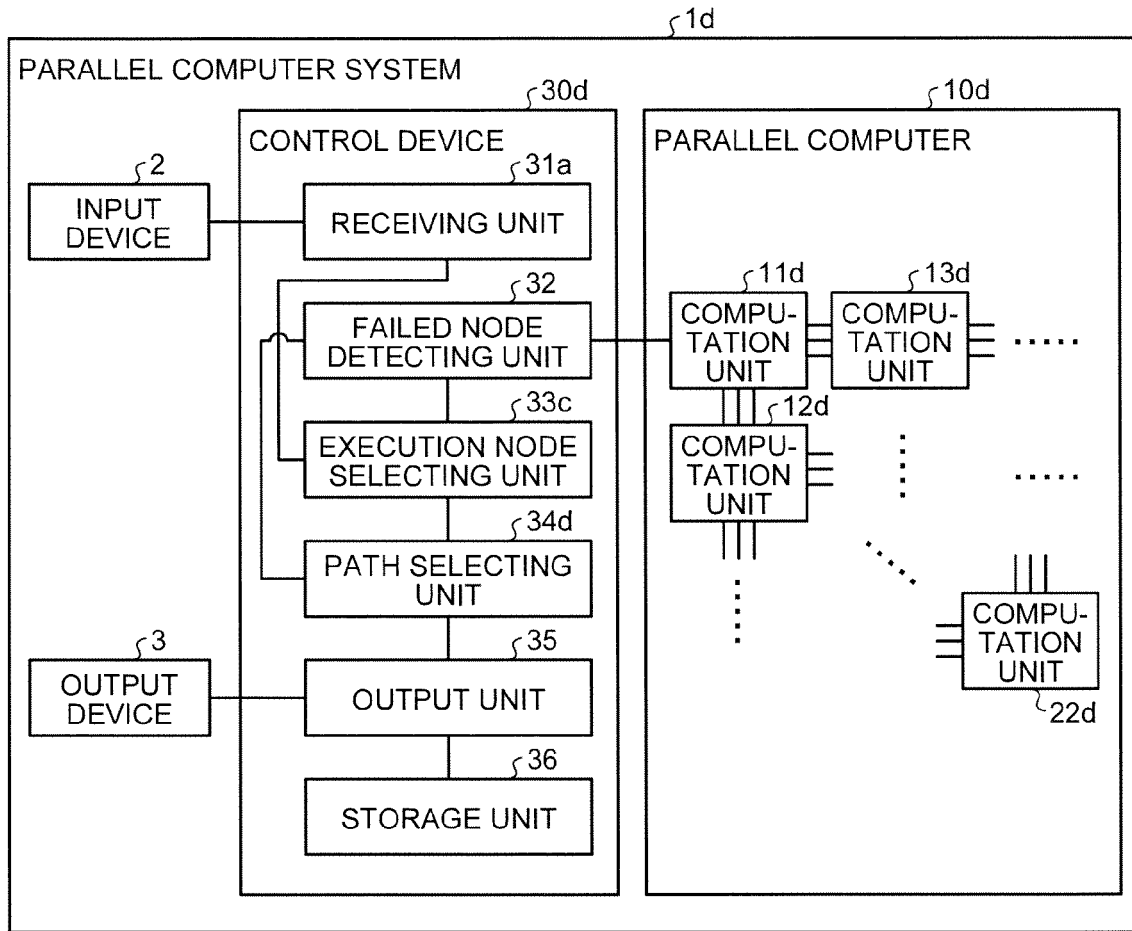 1d
PARALLEL COMPUTER SYSTEM
30d
10d
CONTROL DEVICE
PARALLEL COMPUTER
2
INPUT
DEVICE
31a
RECEIVING UNIT
32
FAILED NODE
DETECTING UNIT
33c
EXECUTION NODE
SELECTING UNIT
34d
PATH SELECTING
UNIT
3
OUTPUT
DEVICE
35
OUTPUT UNIT
36
STORAGE UNIT
11d
COMPU-
TATION
UNIT
13d
COMPU-
TATION
UNIT
12d
COMPU-
TATION
UNIT
COMPU-
TATION
UNIT
22d